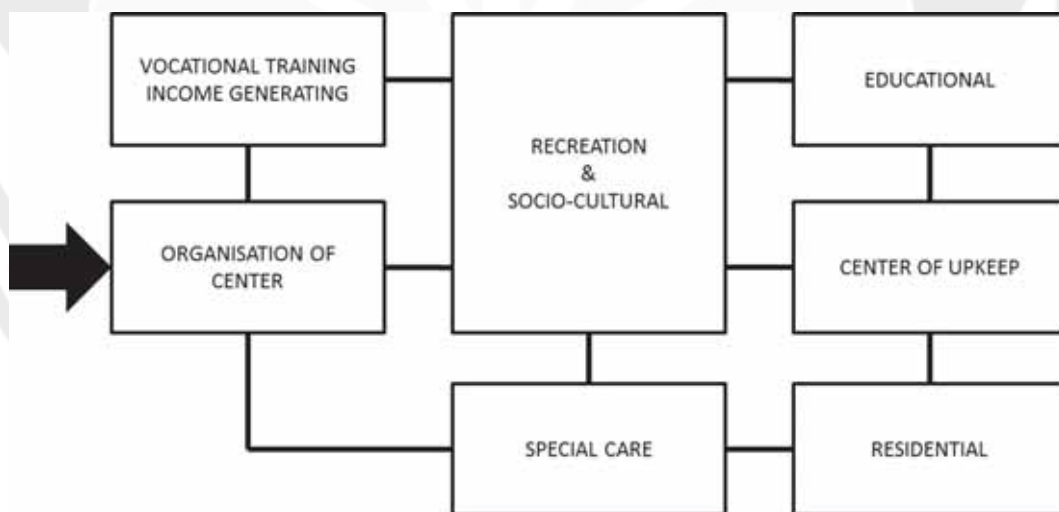 VOCATIONAL TRAINING
INCOME GENERATING
RECREATION
&
SOCIO-CULTURAL
EDUCATIONAL
ORGANISATION OF
CENTER
CENTER OF UPKEEP
SPECIAL CARE
RESIDENTIAL